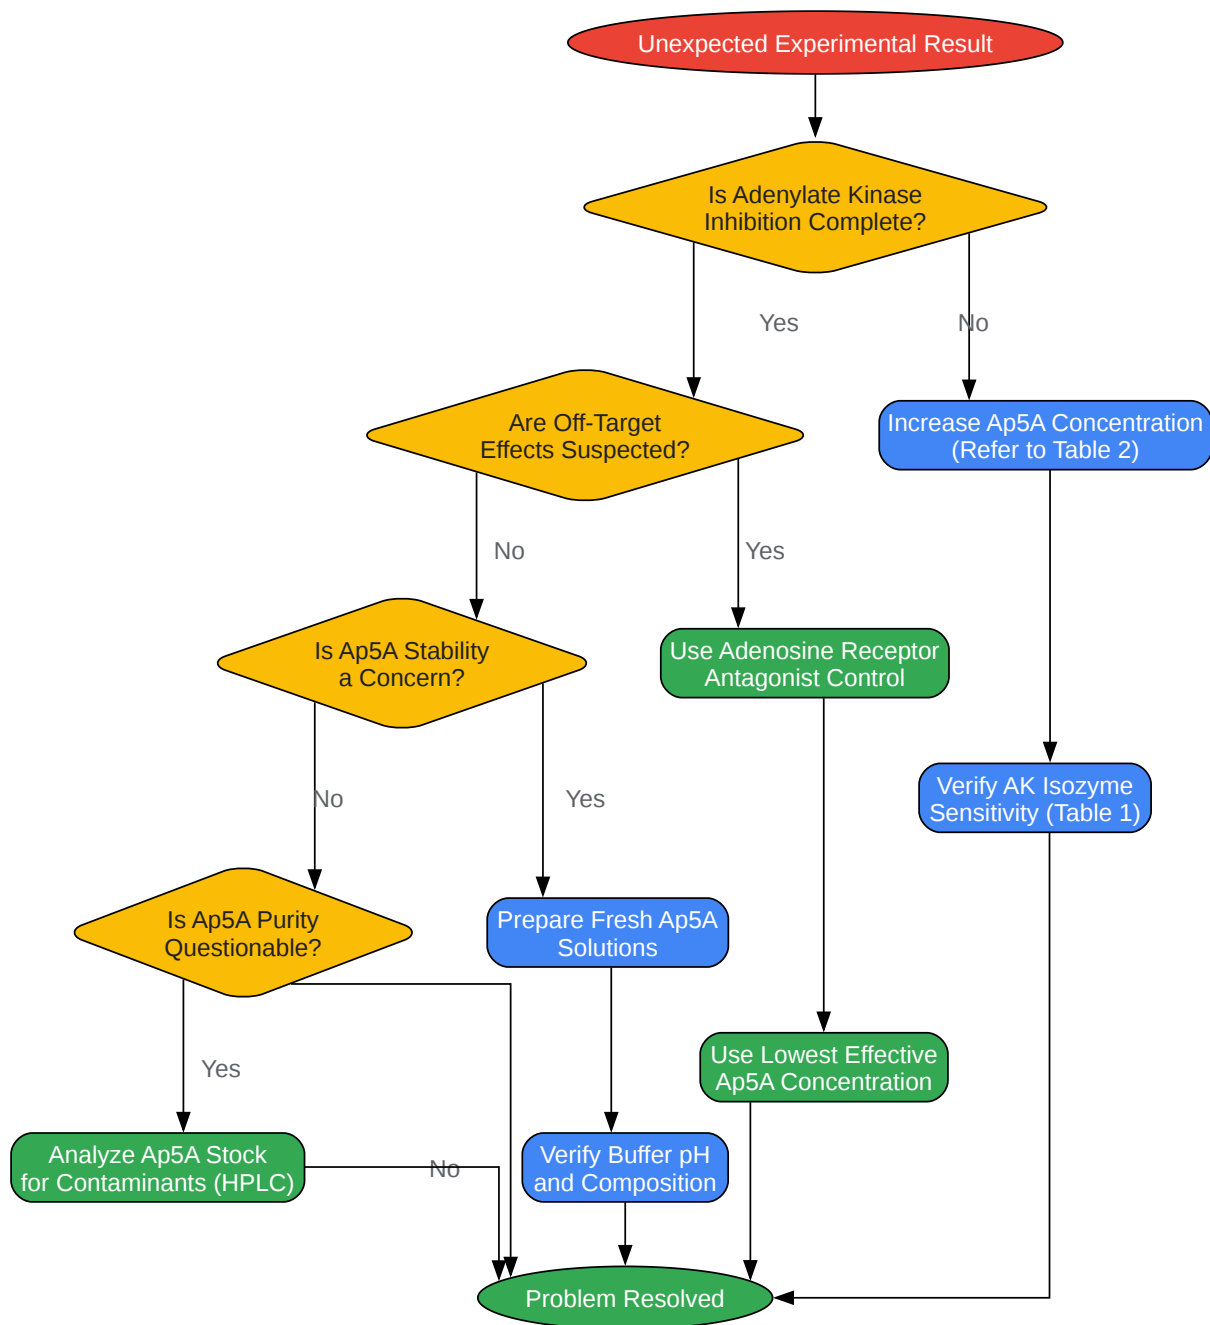 Unexpected Experimental Result
Is Adenylate Kinase
Inhibition Complete?
Yes
No
Are Off-Target
Effects Suspected?
Increase Ap5A Concentration
(Refer to Table 2)
No
Yes
Is Ap5A Stability
a Concern?
Use Adenosine Receptor
Antagonist Control
No
Yes
Verify AK Isozyme
Sensitivity (Table 1)
Is Ap5A Purity
Questionable?
Prepare Fresh Ap5A
Solutions
Yes
Use Lowest Effective
Ap5A Concentration
Analyze Ap5A Stock
for Contaminants (HPLC)
No
Verify Buffer pH
and Composition
Problem Resolved